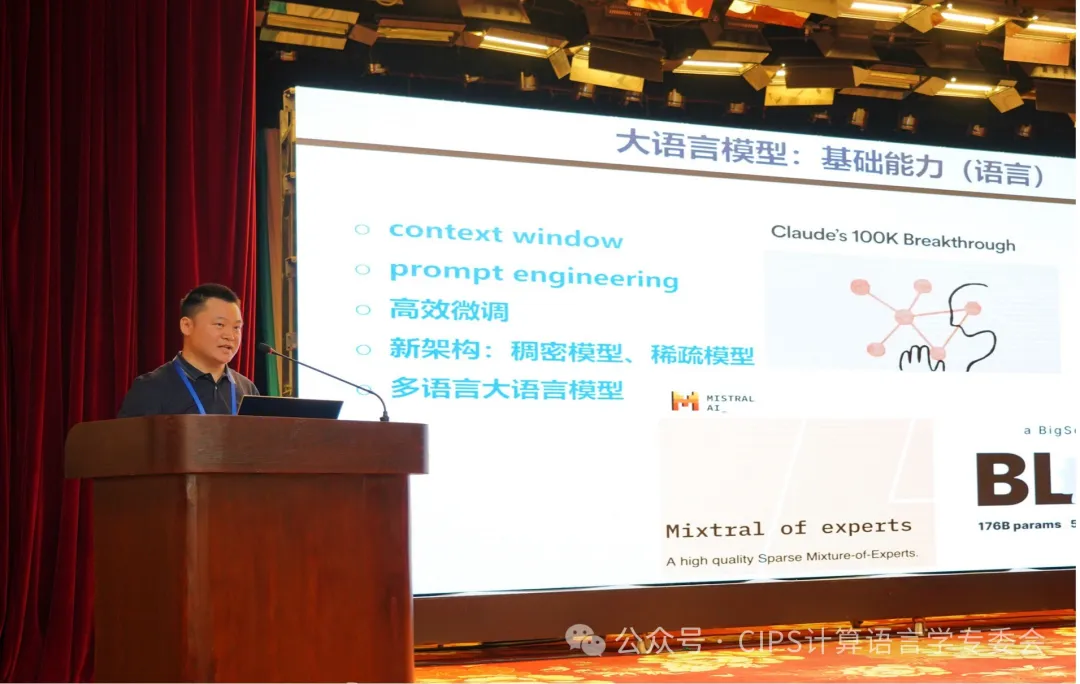 大语言模型：基础能力（语言）
context window
prompt engineering
高效微调
新架构：稠密模型、稀疏模型
多语言大语言模型
Claude's 100K Breakthrough
MISTRAL
AI_
Mixtral of experts
A high quality Sparse Mixture-of-Experts.
a
BL
176B params
公众号 · CIPS计算语言学专委会